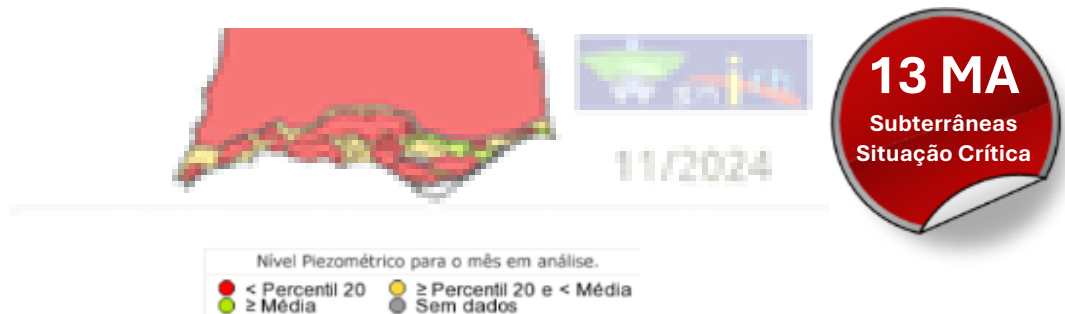 13 MA
Subterrâneas
Situação Crítica
11/2024
Nível Piezométrico para o mês em análise.
< Percentil 20 ≥ Percentil 20 e < Média
≥ Média Sem dados